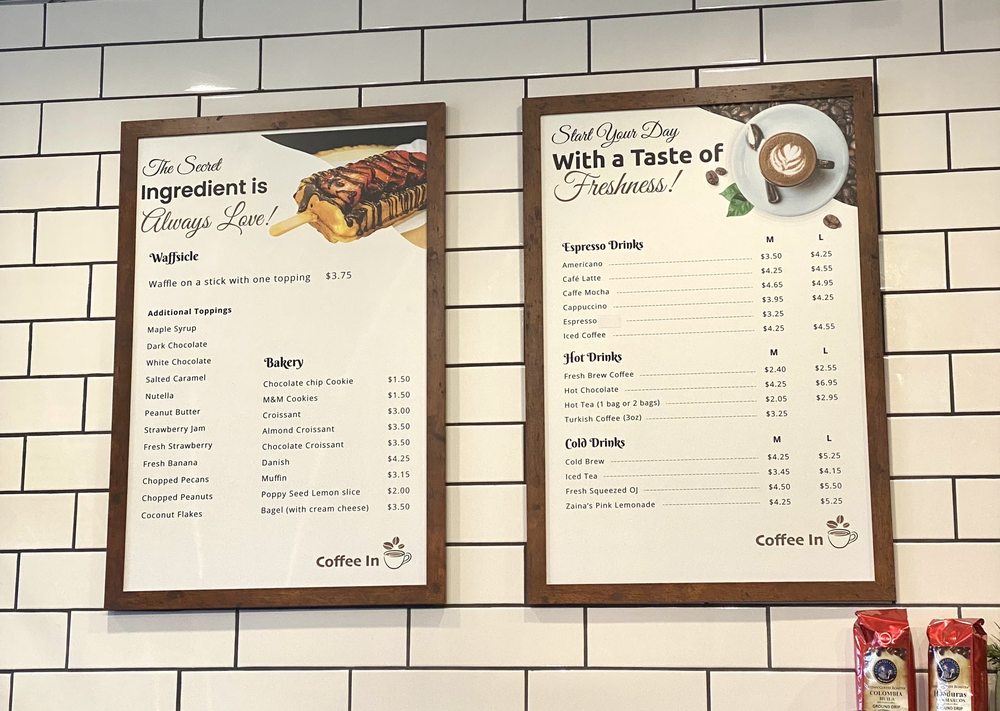 The Secret
Ingredient is
Always Love!
Waffsicle
Waffle on a stick with one topping $3.75
Additional Toppings
Maple Syrup
Dark Chocolate
White Chocolate
Salted Caramel
Nutella
Peanut Butter
Strawberry Jam
Fresh Strawberry
Fresh Banana
Chopped Pecans
Chopped Peanuts
Coconut Flakes
Bakery
Chocolate chip Cookie $1.50
M&M Cookies $1.50
Croissant $3.00
Almond Croissant $3.50
Chocolate Croissant $3.50
Danish $4.25
Muffin $3.15
Poppy Seed Lemon slice $2.00
Bagel (with cream cheese) $3.50
Coffee In
Start Your Day
With a Taste of
Freshness!
Espresso Drinks M L
Americano $3.50 $4.25
Café Latte $4.25 $4.55
Caffe Mocha $4.65 $4.95
Cappuccino $3.95 $4.25
Espresso $3.25
Iced Coffee $4.25 $4.55
Hot Drinks M L
Fresh Brew Coffee $2.40 $2.55
Hot Chocolate $4.25 $6.95
Hot Tea (1 bag or 2 bags) $2.05 $2.95
Turkish Coffee (3oz) $3.25
Cold Drinks M L
Cold Brew $4.25 $5.25
Iced Tea $3.45 $4.15
Fresh Squeezed OJ $4.50 $5.50
Zaina's Pink Lemonade $4.25 $5.25
Coffee In
COLOMBIA
HUILA
GROUND DRIP
Honduras
GROUND DRIP